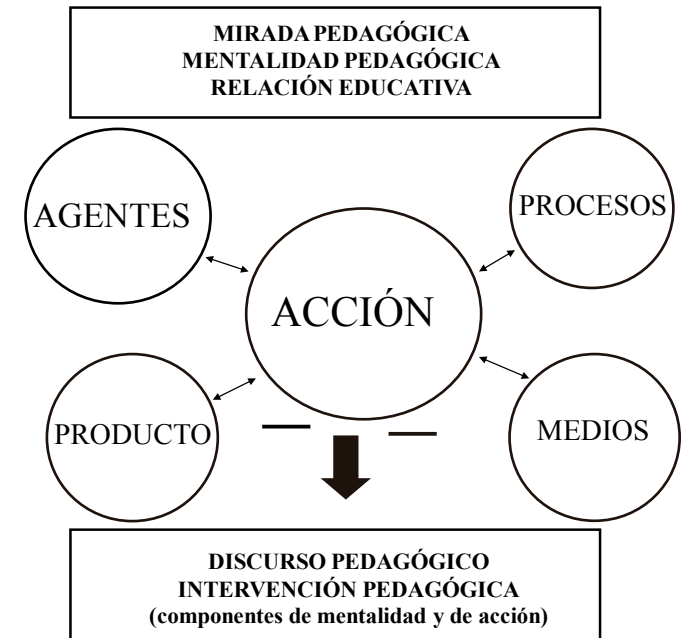 MIRADA PEDAGÓGICA
MENTALIDAD PEDAGÓGICA
RELACIÓN EDUCATIVA
AGENTES
PROCESOS
ACCIÓN
PRODUCTO
MEDIOS
DISCURSO PEDAGÓGICO
INTERVENCIÓN PEDAGÓGICA
(componentes de mentalidad y de acción)